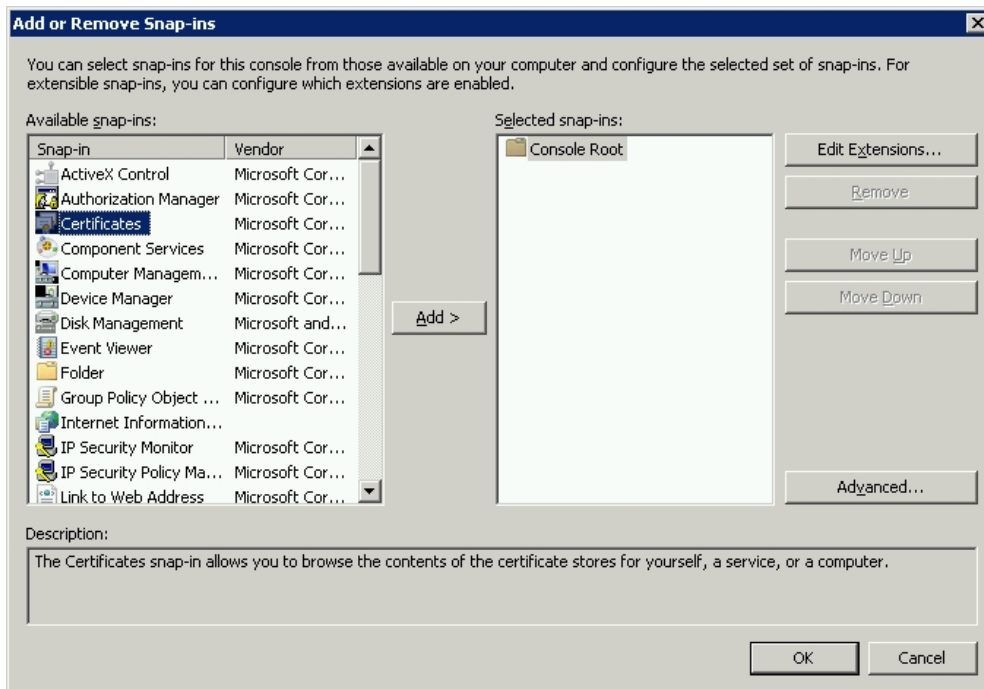 Add or Remove Snap-ins
You can select snap-ins for this console from those available on your computer and configure the selected set of snap-ins. For
extensible snap-ins, you can configure which extensions are enabled.
Available snap-ins:
Snap-in Vendor
ActiveX Control Microsoft Cor...
Authorization Manager Microsoft Cor...
Certificates Microsoft Cor...
Component Services Microsoft Cor...
Computer Managem... Microsoft Cor...
Device Manager Microsoft Cor...
Disk Management Microsoft and...
Event Viewer Microsoft Cor...
Folder Microsoft Cor...
Group Policy Object ... Microsoft Cor...
Internet Information...
IP Security Monitor Microsoft Cor...
IP Security Policy Ma... Microsoft Cor...
Link to Web Address Microsoft Cor...
Add >
Selected snap-ins:
Console Root
Edit Extensions...
Remove
Move Up
Move Down
Advanced...
Description:
The Certificates snap-in allows you to browse the contents of the certificate stores for yourself, a service, or a computer.
OK Cancel